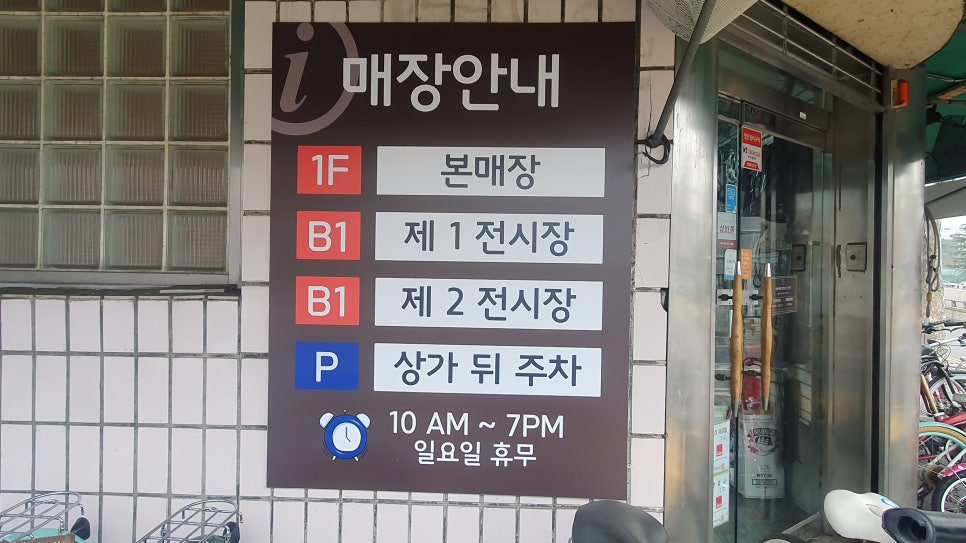 i
매장안내
1F 본매장
B1 제 1 전시장
B1 제 2 전시장
P 상가 뒤 주차
10 AM ~ 7PM
일요일 휴무